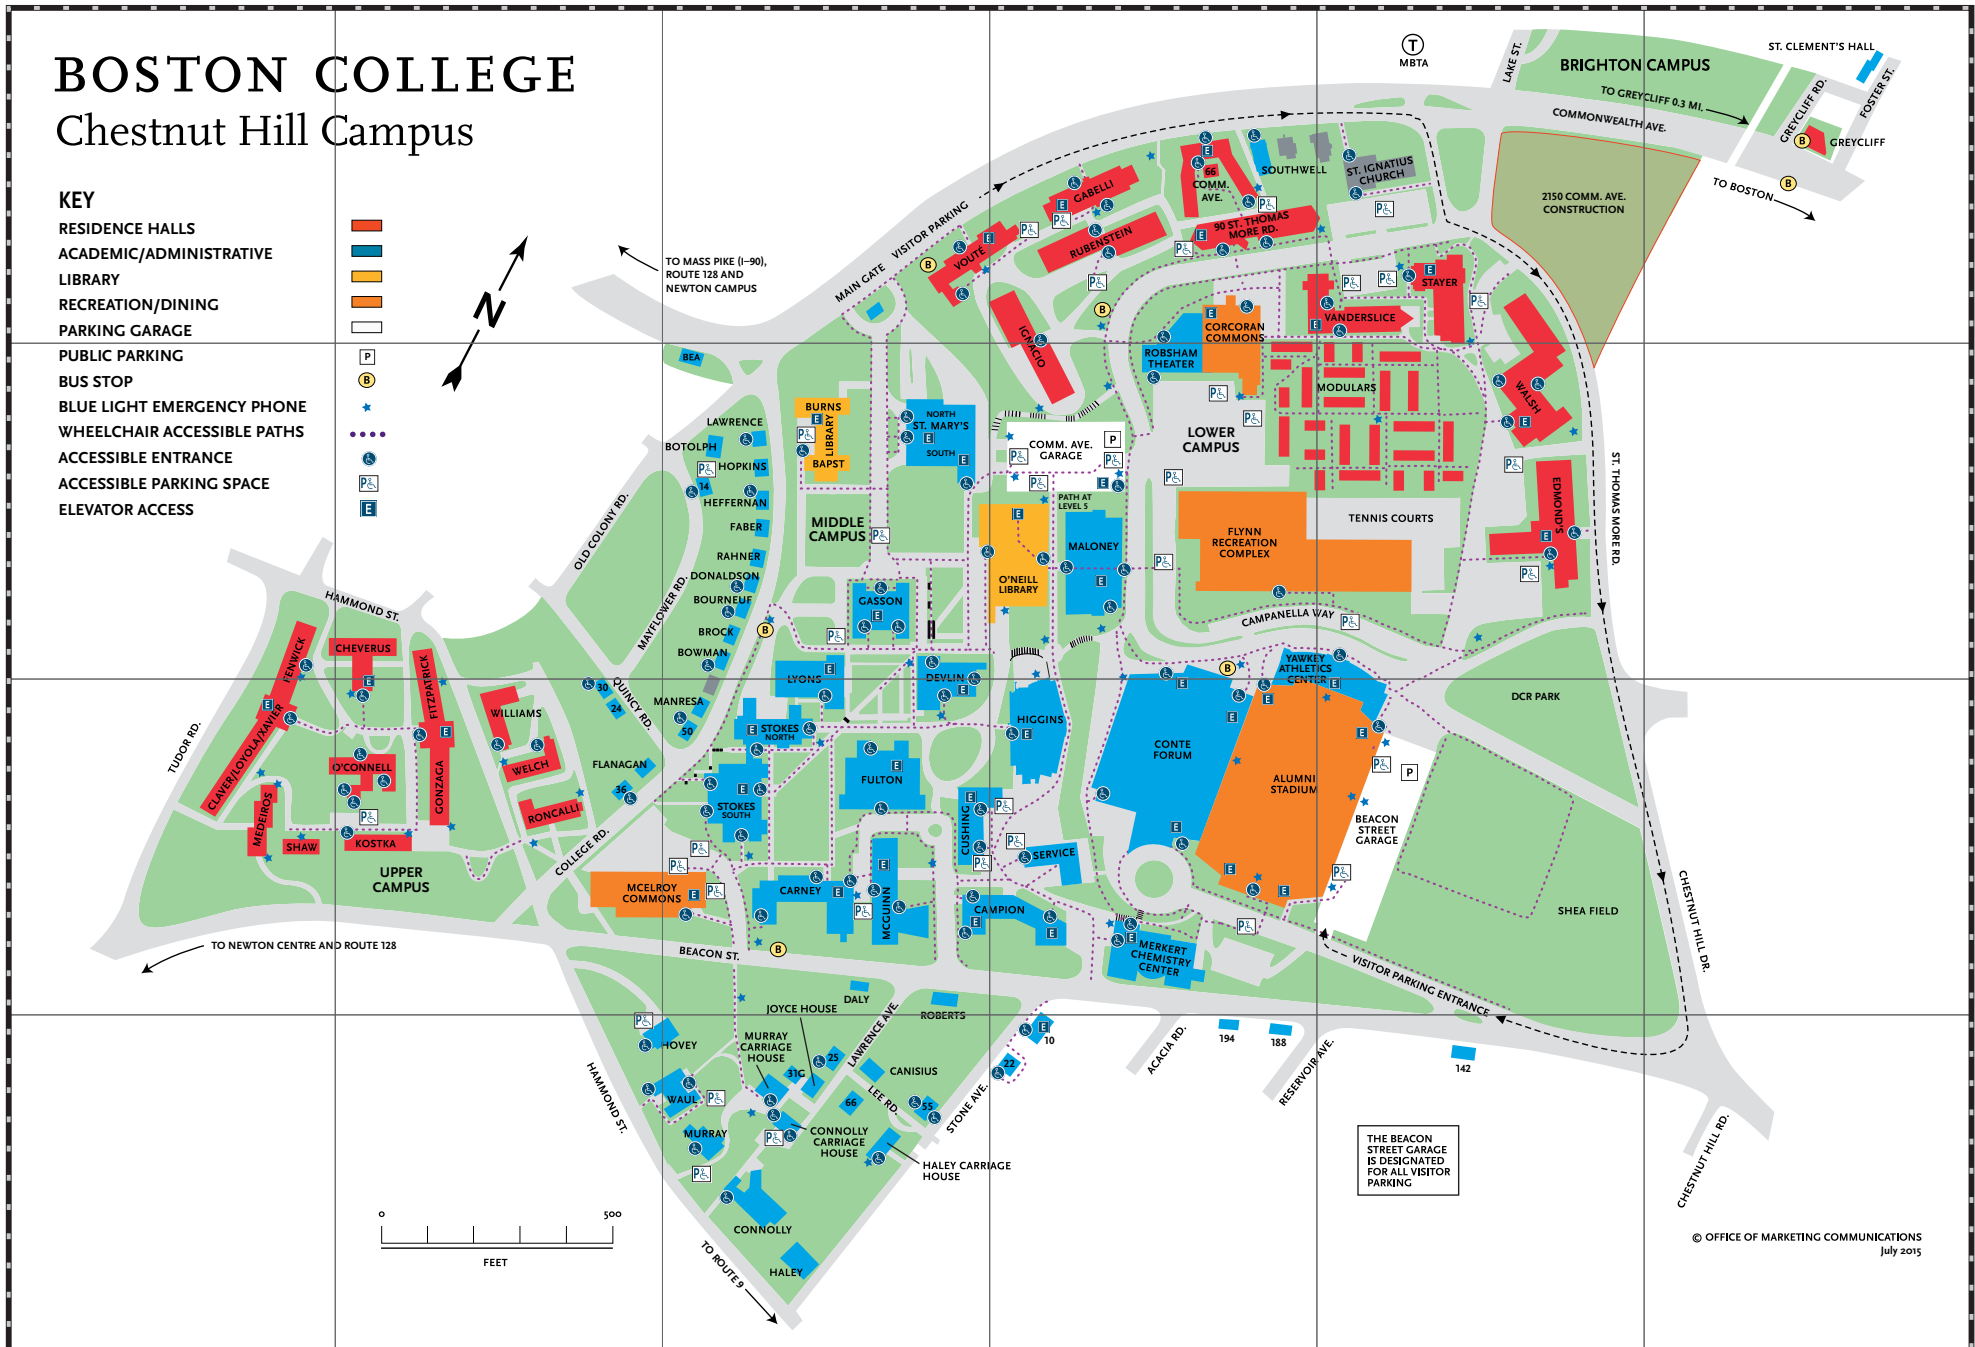 BOSTON COLLEGE
Chestnut Hill Campus
KEY
RESIDENCE HALLS
ACADEMIC/ADMINISTRATIVE
LIBRARY
RECREATION/DINING
PARKING GARAGE
PUBLIC PARKING
P
BUS STOP
B
BLUE LIGHT EMERGENCY PHONE
WHEELCHAIR ACCESSIBLE PATHS
ACCESSIBLE ENTRANCE
ACCESSIBLE PARKING SPACE
P
ELEVATOR ACCESS
E
N
TO MASS PIKE (I–90),
ROUTE 128 AND
NEWTON CAMPUS
T
MBTA
LAKE ST.
BRIGHTON CAMPUS
ST. CLEMENT'S HALL
TO GREYCLIFF 0.3 MI.
GREYCLIFF RD.
FOSTER ST.
COMMONWEALTH AVE.
GREYCLIFF
TO BOSTON
2150 COMM. AVE.
CONSTRUCTION
MAIN GATE
VISITOR PARKING
VOUTÉ
GABELLI
RUBENSTEIN
66
COMM.
AVE.
SOUTHWELL
ST. IGNATIUS
CHURCH
90 ST. THOMAS
MORE RD.
IGNACIO
STAYER
VANDERSLICE
CORCORAN
COMMONS
ROBSHAM
THEATER
MODULARS
WALSH
LOWER
CAMPUS
EDMOND'S
ST. THOMAS MORE RD.
TENNIS COURTS
FLYNN
RECREATION
COMPLEX
CAMPANELLA WAY
BEA
BURNS
LIBRARY
BAPST
NORTH
ST. MARY'S
SOUTH
COMM. AVE.
GARAGE
PATH AT
LEVEL 5
MALONEY
O'NEILL
LIBRARY
MIDDLE
CAMPUS
LAWRENCE
BOTOLPH
HOPKINS
14
HEFFERNAN
FABER
RAHNER
DONALDSON
BOURNEUF
BROCK
BOWMAN
MANRESA
50
OLD COLONY RD.
MAYFLOWER RD.
QUINCY RD.
30
24
FLANAGAN
36
GASSON
LYONS
DEVLIN
STOKES
NORTH
STOKES
SOUTH
FULTON
HIGGINS
CUSHING
SERVICE
CARNEY
MCGUINN
CAMPION
MERKERT
CHEMISTRY
CENTER
MCELROY
COMMONS
CONTE
FORUM
YAWKEY
ATHLETICS
CENTER
ALUMNI
STADIUM
BEACON
STREET
GARAGE
DCR PARK
SHEA FIELD
CHESTNUT HILL DR.
VISITOR PARKING ENTRANCE
HAMMOND ST.
TUDOR RD.
FENWICK
CHEVERUS
FITZPATRICK
CLAVER/LOYOLA/XAVIER
O'CONNELL
GONZAGA
MEDEIROS
SHAW
KOSTKA
WILLIAMS
WELCH
RONCALLI
UPPER
CAMPUS
COLLEGE RD.
TO NEWTON CENTRE AND ROUTE 128
BEACON ST.
DALY
JOYCE HOUSE
ROBERTS
MURRAY
CARRIAGE
HOUSE
LAWRENCE AVE.
HOVEY
25
31G
CANISIUS
WAUL
66
LEE RD.
55
STONE AVE.
10
22
MURRAY
CONNOLLY
CARRIAGE
HOUSE
HALEY CARRIAGE
HOUSE
CONNOLLY
HALEY
HAMMOND ST.
TO ROUTE 9
ACACIA RD.
194
188
RESERVOIR AVE.
142
CHESTNUT HILL RD.
THE BEACON
STREET GARAGE
IS DESIGNATED
FOR ALL VISITOR
PARKING
0
500
FEET
© OFFICE OF MARKETING COMMUNICATIONS
July 2015